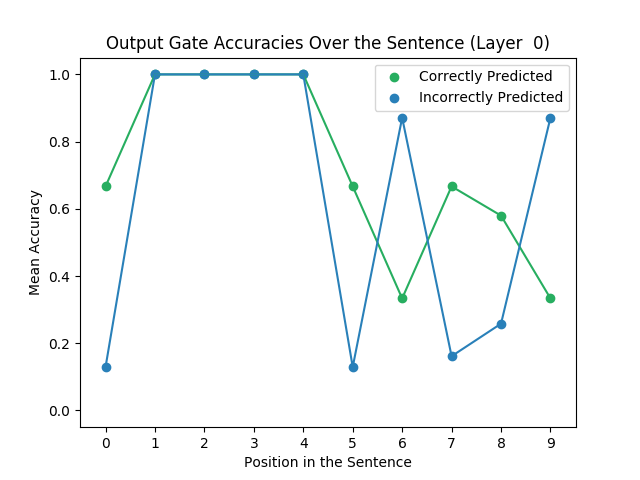 Output Gate Accuracies Over the Sentence (Layer  0)
Correctly Predicted
Incorrectly Predicted
Mean Accuracy
1.0
0.8
0.6
0.4
0.2
0.0
0 1 2 3 4 5 6 7 8 9
Position in the Sentence